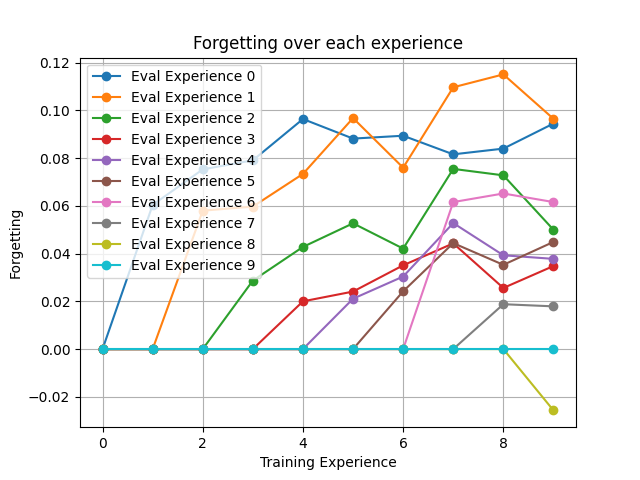 Forgetting over each experience
0.12
0.10
0.08
0.06
0.04
0.02
0.00
−0.02
Forgetting
Eval Experience 0
Eval Experience 1
Eval Experience 2
Eval Experience 3
Eval Experience 4
Eval Experience 5
Eval Experience 6
Eval Experience 7
Eval Experience 8
Eval Experience 9
0 2 4 6 8
Training Experience